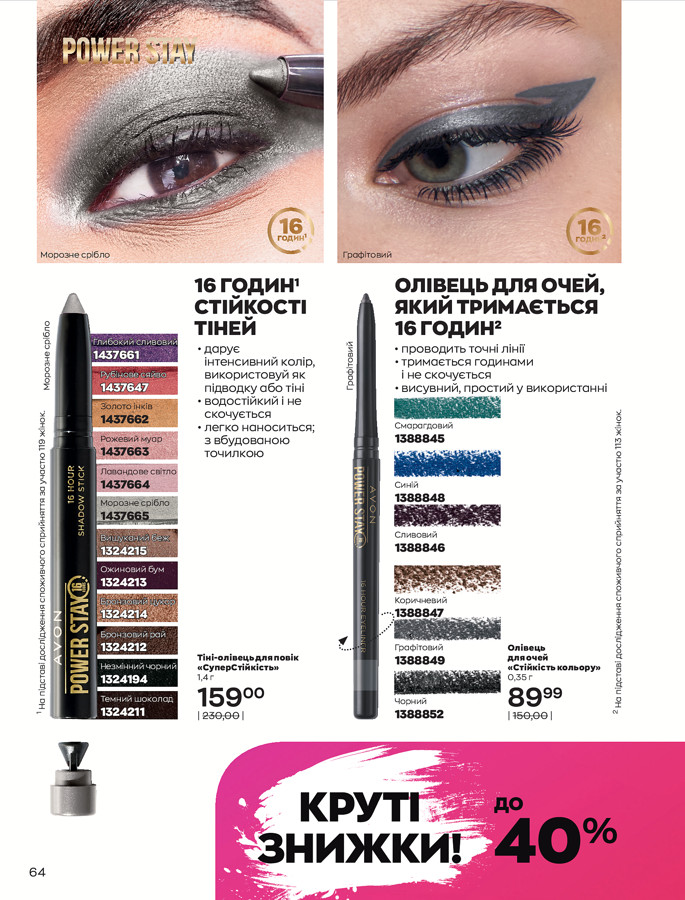 POWER STAY
16
ГОДИН¹
Морозне срібло
16
ГОДИН²
Графітовий
16 ГОДИН¹
СТІЙКОСТІ
ТІНЕЙ
• дарує
інтенсивний колір,
використовуй як
підводку або тіні
• водостійкий і не
скочується
• легко наноситься;
з вбудованою
точилкою
Морозне срібло
Глибокий сливовий
1437661
Рубінове сяйво
1437647
Золото інків
1437662
Рожевий муар
1437663
Лавандове світло
1437664
Морозне срібло
1437665
Вишуканий беж
1324215
Ожиновий бум
1324213
Бронзовий
1324214
Бронзовий рай
1324212
Незмінний чорний
1324194
Темний шоколад
1324211
16 HOUR
SHADOW STICK
POWER STAY 16
AVON
¹ На підставі дослідження споживчого сприйняття за участю 119 жінок.
Тіні-олівець для повік
«СуперСтійкість»
1,4 г
159⁰⁰
| 230,00 |
ОЛІВЕЦЬ ДЛЯ ОЧЕЙ,
ЯКИЙ ТРИМАЄТЬСЯ
16 ГОДИН²
• проводить точні лінії
• тримається годинами
і не скочується
• висувний, простий у використанні
Графітовий
Смарагдовий
1388845
Синій
1388848
Сливовий
1388846
Коричневий
1388847
Графітовий
1388849
Чорний
1388852
AVON
POWER STAY
16 HOUR EYELINER
Олівець
для очей
«Стійкість кольору»
0,35 г
89⁹⁹
| 150,00 |
² На підставі дослідження споживчого сприйняття за участю 113 жінок.
КРУТІ
ЗНИЖКИ!
ДО
40%
64